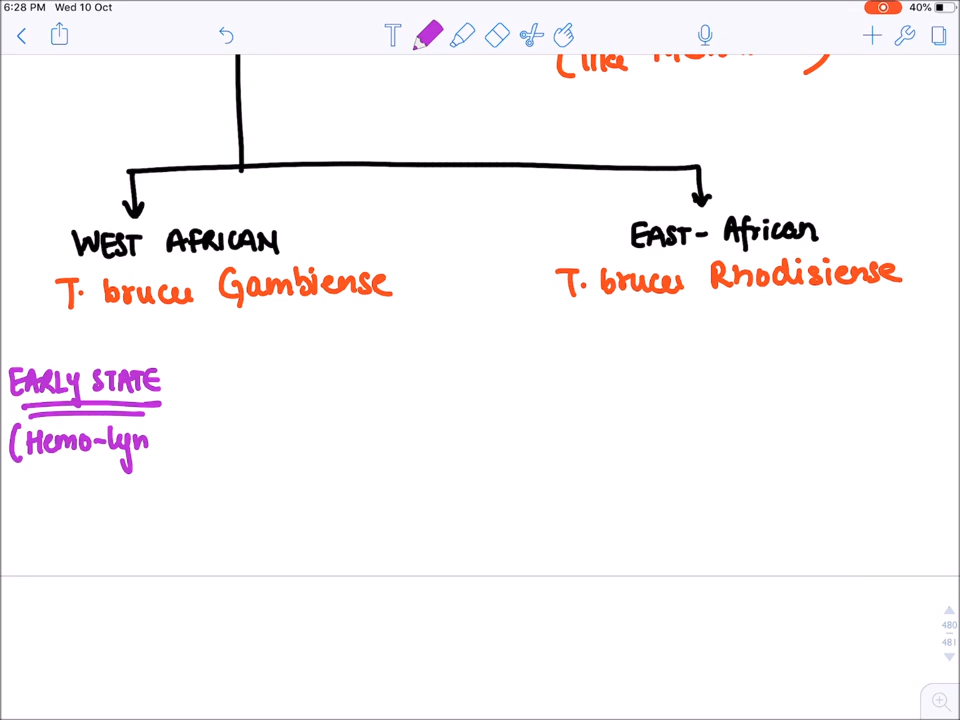 6:28 PM Wed 10 Oct
40%
T
(like
WEST AFRICAN
EAST- African
T. brucei Gambiense
T. brucei Rhodisiense
EARLY STATE
(Hemo-lyn
480
481